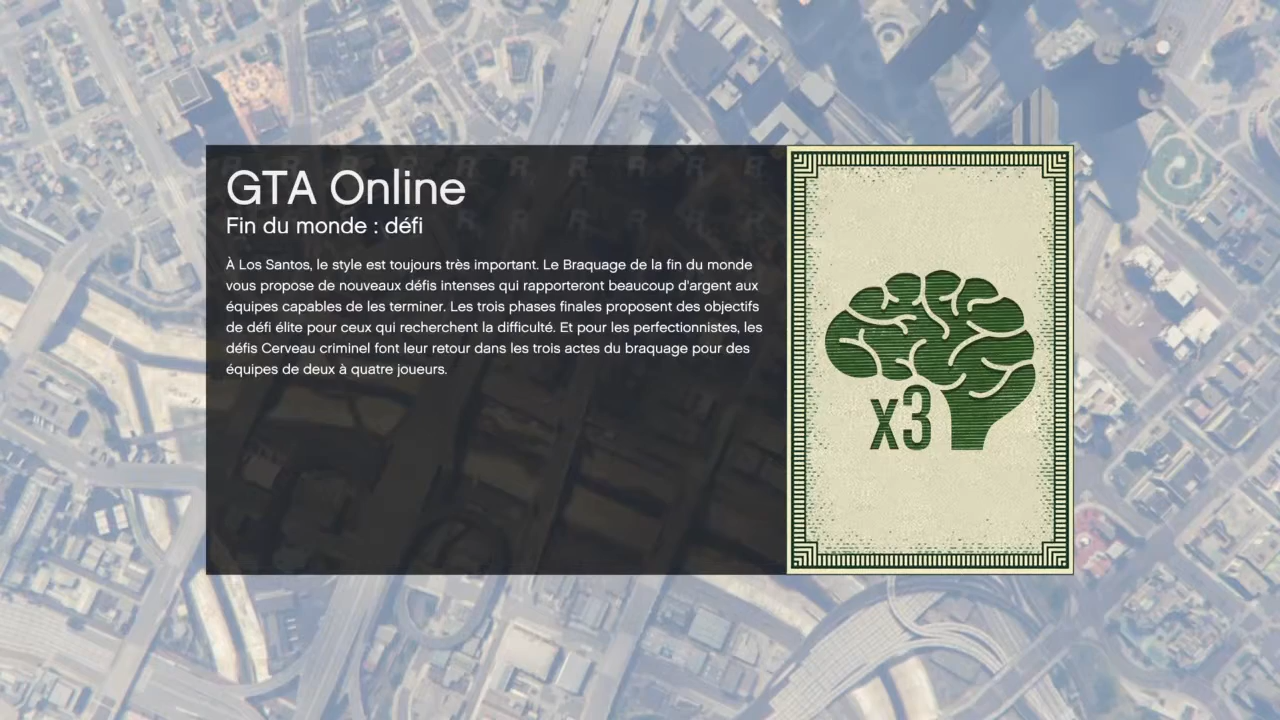 GTA Online
Fin du monde : défi
À Los Santos, le style est toujours très important. Le Braquage de la fin du monde
vous propose de nouveaux défis intenses qui rapporteront beaucoup d'argent aux
équipes capables de les terminer. Les trois phases finales proposent des objectifs
de défi élite pour ceux qui recherchent la difficulté. Et pour les perfectionnistes, les
défis Cerveau criminel font leur retour dans les trois actes du braquage pour des
équipes de deux à quatre joueurs.
x3